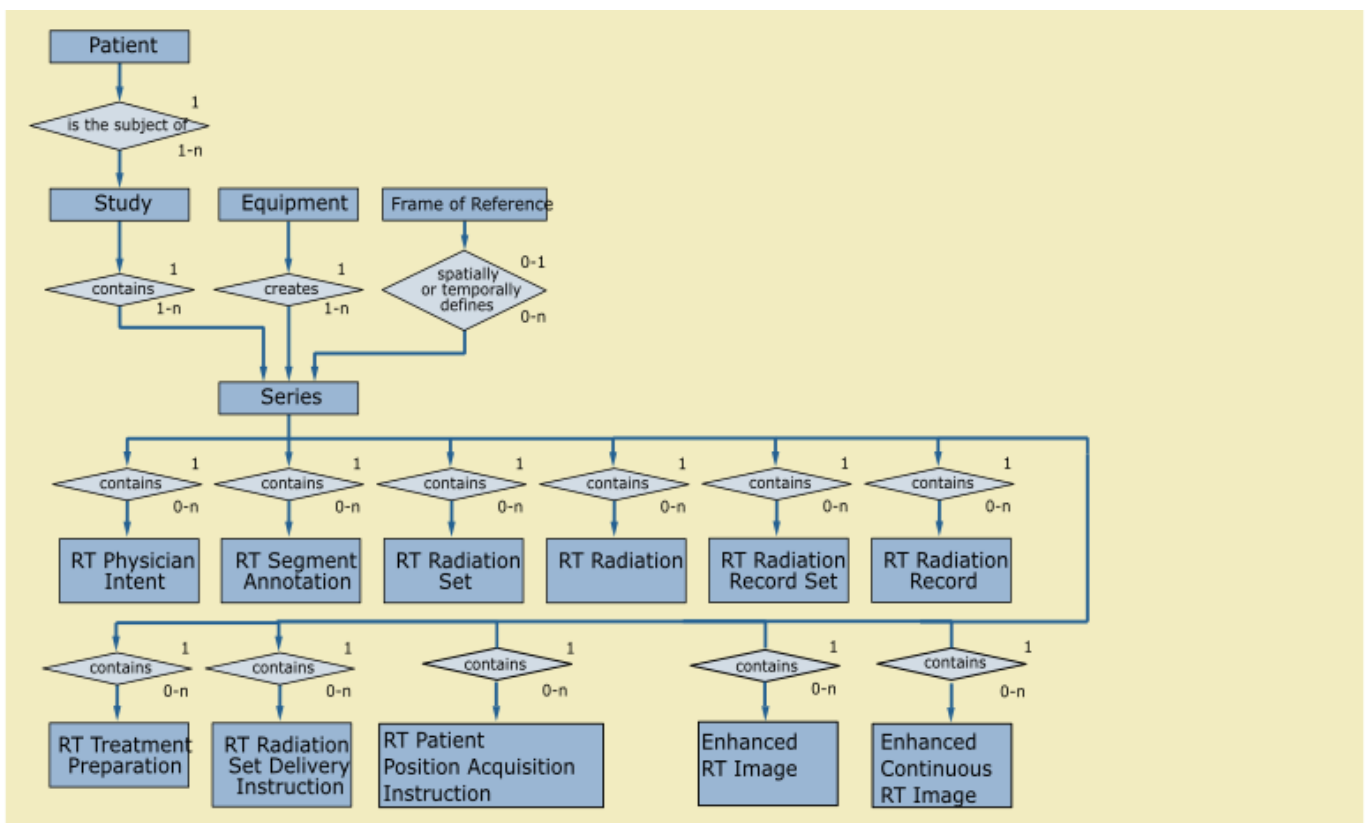 Patient
1
is the subject of
1-n
Study
Equipment
Frame of Reference
1
contains
1-n
1
creates
1-n
0-1
spatially
or temporally
defines
0-n
Series
1
contains
0-n
1
contains
0-n
1
contains
0-n
1
contains
0-n
1
contains
0-n
1
contains
0-n
RT Physician
Intent
RT Segment
Annotation
RT Radiation
Set
RT Radiation
RT Radiation
Record Set
RT Radiation
Record
1
contains
0-n
1
contains
0-n
1
contains
0-n
1
contains
0-n
1
contains
0-n
RT Treatment
Preparation
RT Radiation
Set Delivery
Instruction
RT Patient
Position Acquisition
Instruction
Enhanced
RT Image
Enhanced
Continuous
RT Image